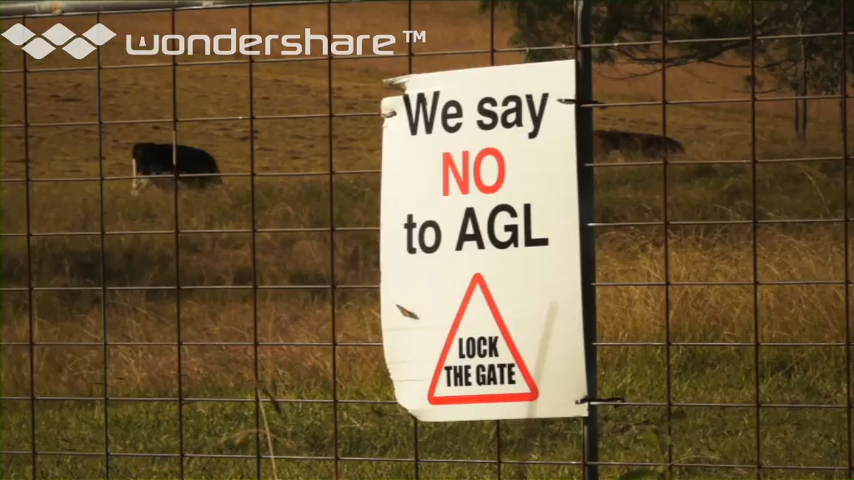 wondershare™
We say
NO
to AGL
LOCK
THE GATE